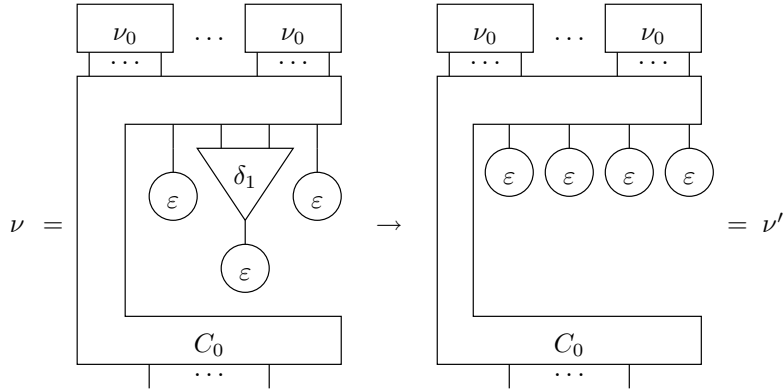 ν₀ ⋯ ν₀ ν₀ ⋯ ν₀
⋯ ⋯ ⋯ ⋯
δ₁
ε ε ε ε ε ε
ν = → = ν′
ε
C₀ C₀
⋯ ⋯